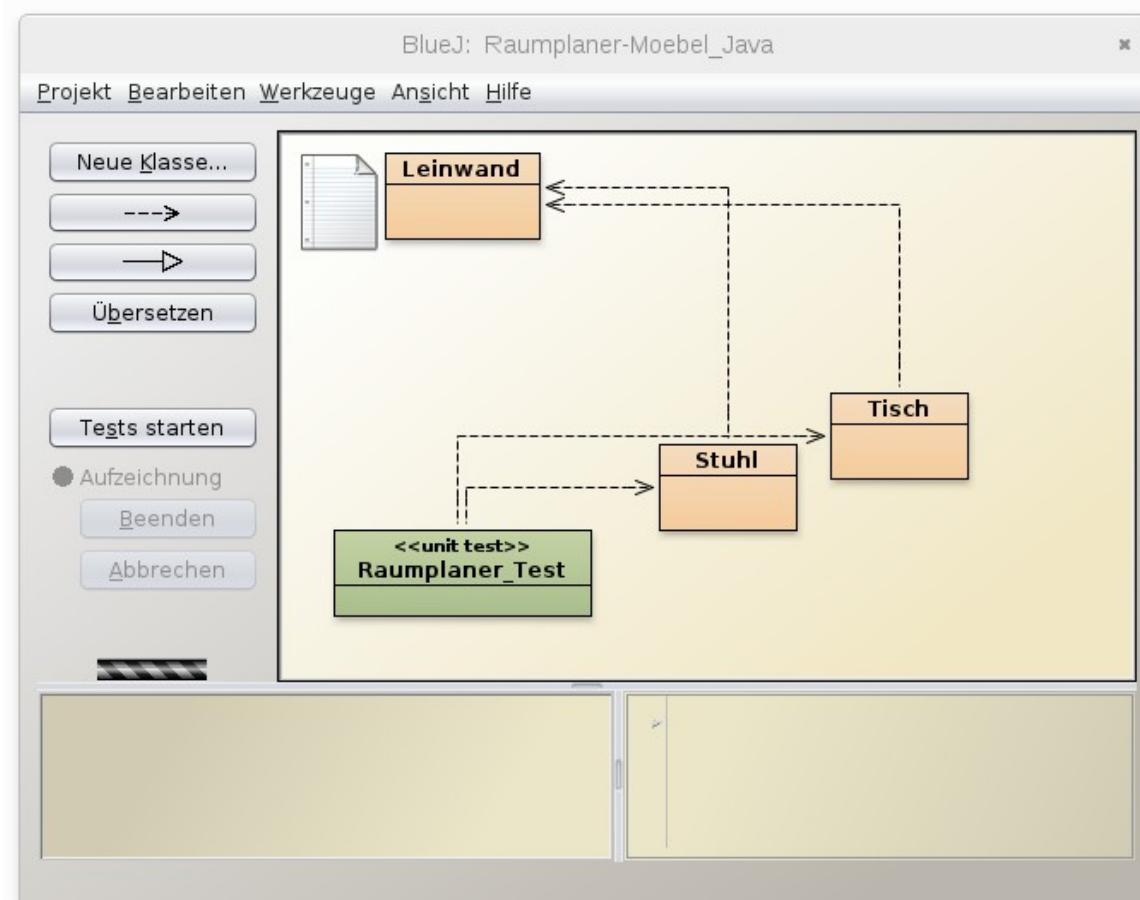 BlueJ: Raumplaner-Moebel_Java
Projekt Bearbeiten Werkzeuge Ansicht Hilfe
Neue Klasse...
Übersetzen
Tests starten
Aufzeichnung
Beenden
Abbrechen
Leinwand
Tisch
Stuhl
<<unit test>>
Raumplaner_Test